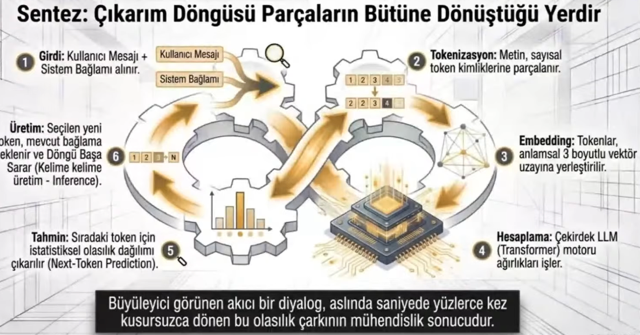 Sentez: Çıkarım Döngüsü Parçaların Bütüne Dönüştüğü Yerdir
1 Girdi: Kullanıcı Mesajı +
Sistem Bağlamı alınır.
Kullanıcı Mesajı
Sistem Bağlamı
1 2 3 4
1 2 2 3 4
2 Tokenizasyon: Metin, sayısal
token kimliklerine parçalanır.
3 Embedding: Tokenlar,
anlamsal 3 boyutlu vektör
uzayına yerleştirilir.
4 Hesaplama: Çekirdek LLM
(Transformer) motoru
ağırlıkları işler.
Tahmin: Sıradaki token için
istatistiksel olasılık dağılımı
çıkarılır (Next-Token Prediction).
5
Üretim: Seçilen yeni
oken, mevcut bağlama
eklenir ve Döngü Başa
Sarar (Kelime kelime
üretim - Inference).
6
1 2 3 N
Büyüleyici görünen akıcı bir diyalog, aslında saniyede yüzlerce kez
kusursuzca dönen bu olasılık çarkının mühendislik sonucudur.